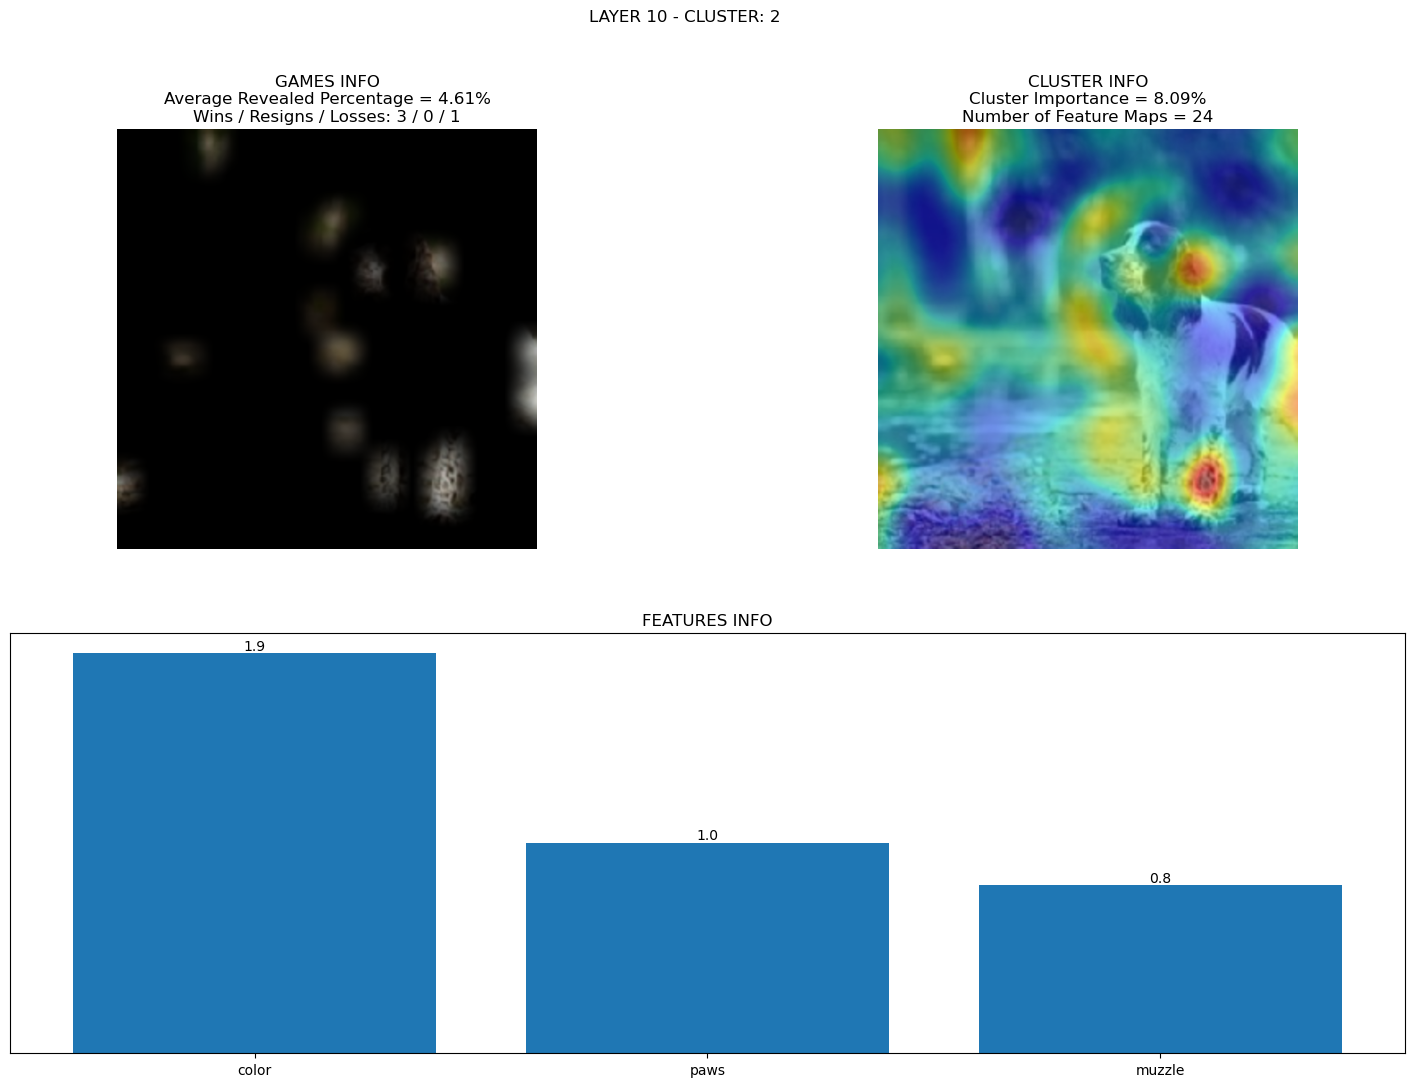 LAYER 10 - CLUSTER: 2
GAMES INFO
Average Revealed Percentage = 4.61%
Wins / Resigns / Losses: 3 / 0 / 1
CLUSTER INFO
Cluster Importance = 8.09%
Number of Feature Maps = 24
FEATURES INFO
1.9
1.0
0.8
color
paws
muzzle